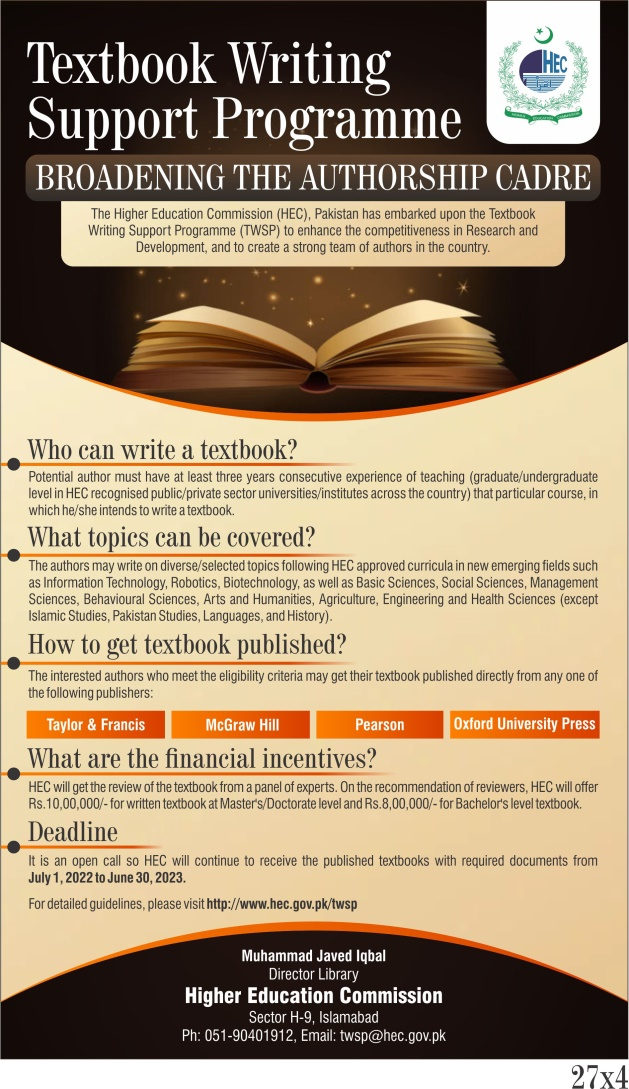 Textbook Writing
Support Programme
HEC
HIGHER EDUCATION COMMISSION
BROADENING THE AUTHORSHIP CADRE
The Higher Education Commission (HEC), Pakistan has embarked upon the Textbook
Writing Support Programme (TWSP) to enhance the competitiveness in Research and
Development, and to create a strong team of authors in the country.
Who can write a textbook?
Potential author must have at least three years consecutive experience of teaching (graduate/undergraduate
level in HEC recognised public/private sector universities/institutes across the country) that particular course, in
which he/she intends to write a textbook.
What topics can be covered?
The authors may write on diverse/selected topics following HEC approved curricula in new emerging fields such
as Information Technology, Robotics, Biotechnology, as well as Basic Sciences, Social Sciences, Management
Sciences, Behavioural Sciences, Arts and Humanities, Agriculture, Engineering and Health Sciences (except
Islamic Studies, Pakistan Studies, Languages, and History).
How to get textbook published?
The interested authors who meet the eligibility criteria may get their textbook published directly from any one of
the following publishers:
Taylor & Francis
McGraw Hill
Pearson
Oxford University Press
What are the financial incentives?
HEC will get the review of the textbook from a panel of experts. On the recommendation of reviewers, HEC will offer
Rs.10,00,000/- for written textbook at Master's/Doctorate level and Rs.8,00,000/- for Bachelor's level textbook.
Deadline
It is an open call so HEC will continue to receive the published textbooks with required documents from
July 1, 2022 to June 30, 2023.
For detailed guidelines, please visit http://www.hec.gov.pk/twsp
Muhammad Javed Iqbal
Director Library
Higher Education Commission
Sector H-9, Islamabad
Ph: 051-90401912, Email: twsp@hec.gov.pk
27x4